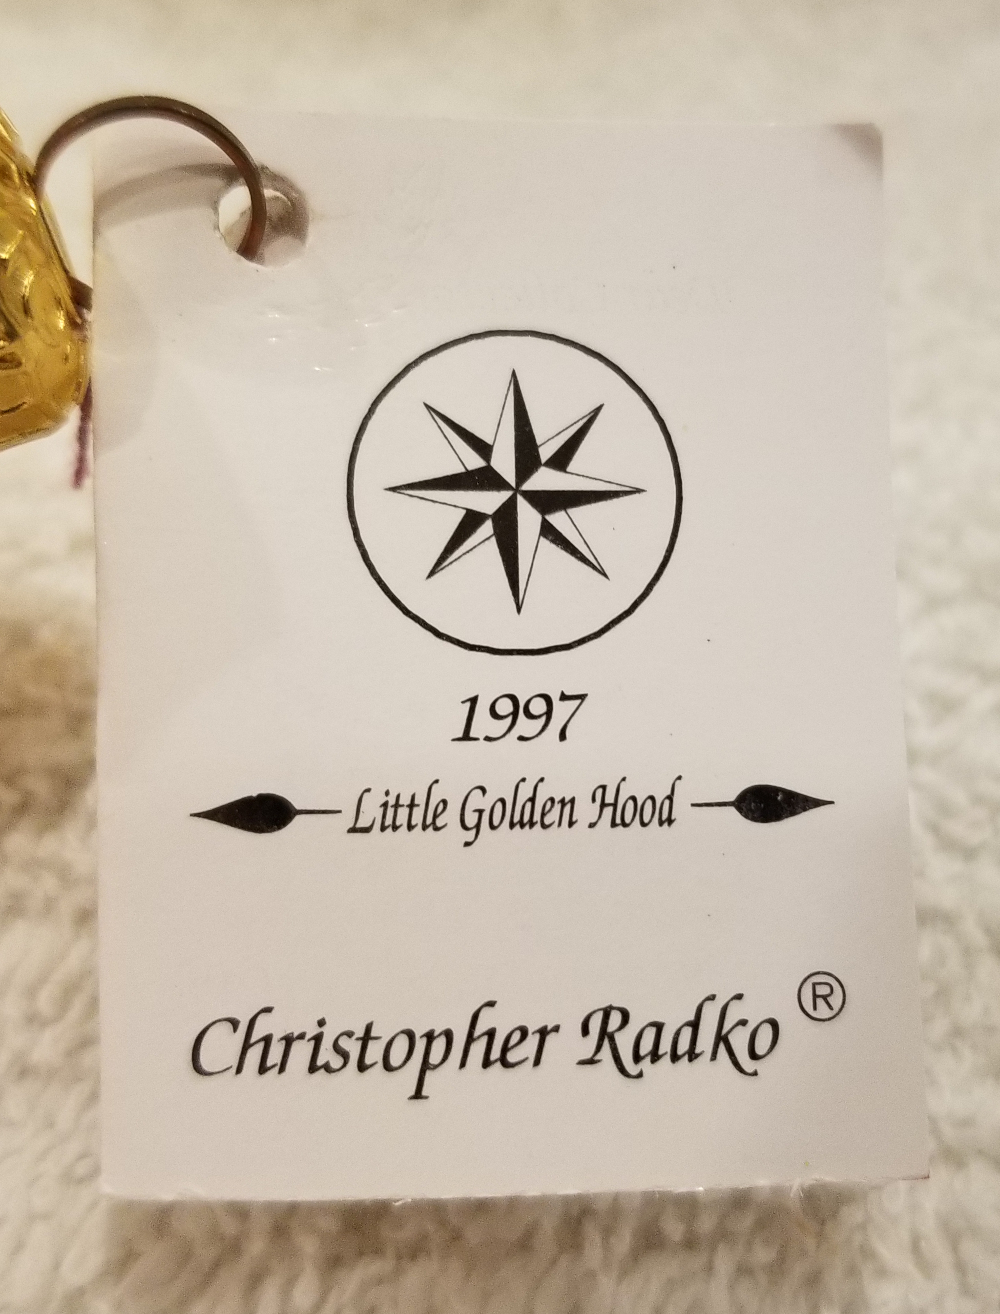 1997
Little Golden Hood
Christopher Radko ®